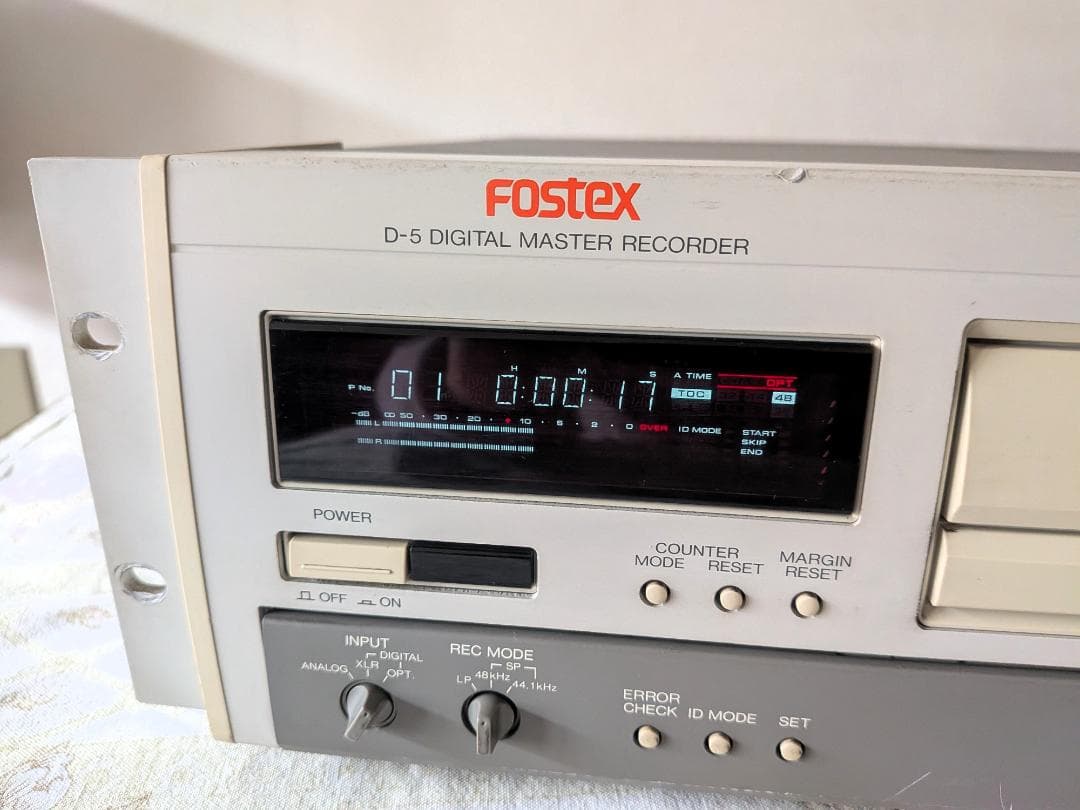 FOSTEX
D-5 DIGITAL MASTER RECORDER
H M S
P No. 01 0:00:17
A TIME
OPT
TOC
48
-dB ∞ 50 · 30 · 20 · 10 · 6 · 2 · 0 OVER
L
R
ID MODE
START
SKIP
END
POWER
OFF ON
COUNTER
MODE RESET
MARGIN
RESET
INPUT
DIGITAL
ANALOG XLR OPT.
REC MODE
SP
LP 48kHz 44.1kHz
ERROR
CHECK
ID MODE
SET